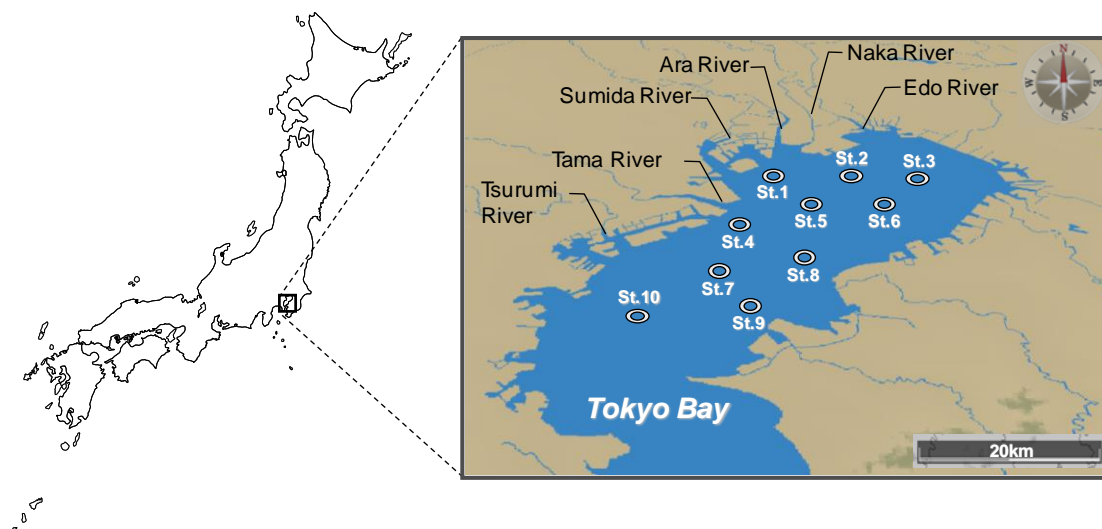 Naka River
Ara River
Edo River
Sumida River
Tama River
Tsurumi
River
N
W
E
S
St.1
St.2
St.3
St.4
St.5
St.6
St.7
St.8
St.9
St.10
Tokyo Bay
20km